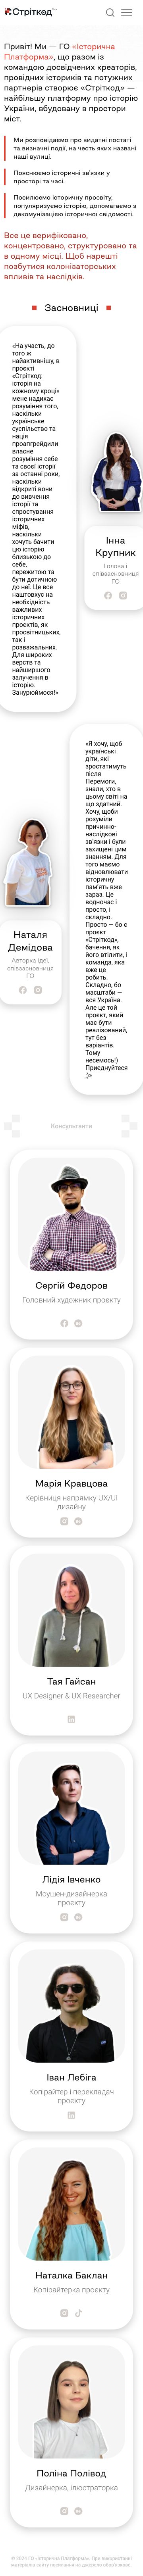 Стріткод
Привіт! Ми — ГО «Історична
Платформа», що разом із
командою досвідчених креаторів,
провідних істориків та потужних
партнерів створює «Стріткод» —
найбільшу платформу про історію
України, вкарбовану в простори
міст.
Ми розповідаємо про видатні постаті
та визначні події, на честь яких названі
наші вулиці.
Пояснюємо історичні зв'язки у
просторі та часі.
Посилюємо історичну просвіту,
популяризуємо історію, допомагаємо з
деколонізацією історичної свідомості.
Все це верифіковано,
концентровано, структуровано та
в одному місці. Щоб нарешті
позбутися колонізаторських
впливів та наслідків.
Засновниці
«На участь, до
того ж
найактивнішу, в
проєкті
«Стріткод:
історія на
кожному кроці»
мене надихає
розуміння того,
наскільки
українське
суспільство та
нація
проапгрейдили
власне
розуміння себе
та своєї історії
за останні роки,
наскільки
відкриті вони
до вивчення
історії та
спростування
історичних
міфів,
наскільки
хочуть бачити
цю історію
близькою до
себе,
пережитою та
бути дотичною
до неї. Це все
наштовхує на
необхідність
важливих
історичних
проєктів, як
просвітницьких,
так і
розважальних.
Для широких
верств та
найширшого
залучення в
історію.
Занурюймося!»
Інна
Крупник
Голова і
співзасновниця
ГО
«Я хочу, щоб
українські
діти, які
зростатимуть
після
Перемоги,
знали, хто в
цьому світі на
що здатний.
Хочу, щоби
розуміли
причинно-
наслідкові
зв'язки і були
захищені цим
знанням. Для
того маємо
відновлювати
історичну
пам'ять вже
зараз. Це
водночас і
просто, і
складно.
Просто — бо є
проєкт
«Стріткод»,
бачення, як
його втілити, і
команда, яка
вже це
робить.
Складно, бо
масштаби —
вся Україна.
Але це той
проєкт, який
має бути
реалізований,
тут без
варіантів.
Тому
несемось!)
Приєднуйтеся
;)»
Наталя
Демідова
Авторка ідеї,
співзасновниця
ГО
Консультанти
Сергій Федоров
Головний художник проєкту
Марія Кравцова
Керівниця напрямку UX/UI
дизайну
Тая Гайсан
UX Designer & UX Researcher
Лідія Івченко
Моушен-дизайнерка
проєкту
Іван Лебіга
Копірайтер і перекладач
проєкту
Наталка Баклан
Копірайтерка проєкту
Поліна Полівод
Дизайнерка, ілюстраторка
© 2024 ГО «Історична Платформа». При використанні
матеріалів сайту посилання на джерело обов'язкове.